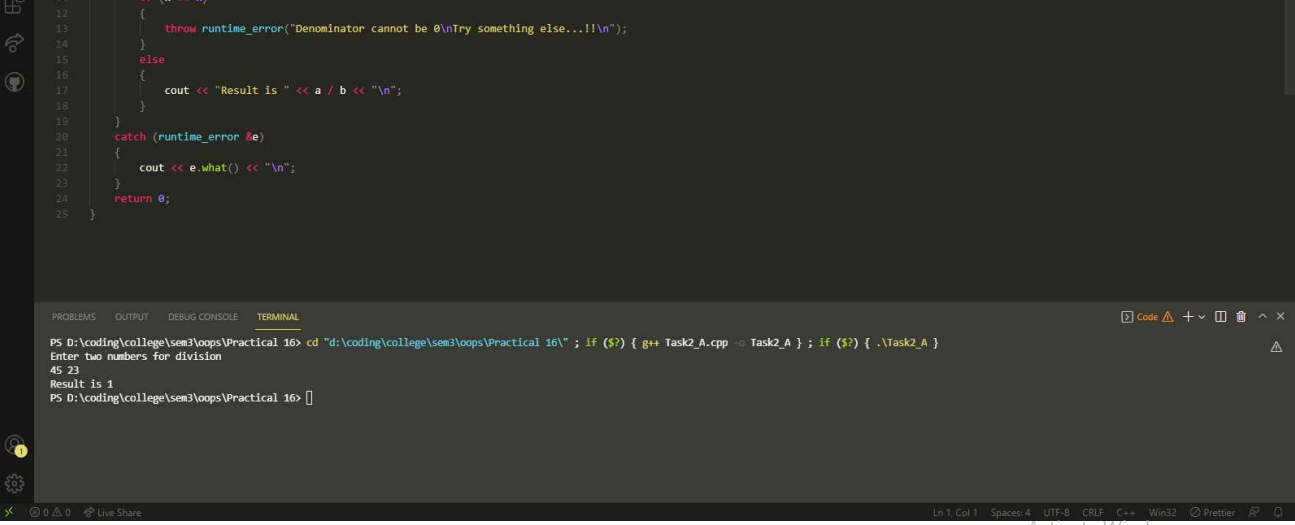 12 {
13 throw runtime_error("Denominator cannot be 0\nTry something else...!!\n");
14 }
15 else
16 {
17 cout << "Result is " << a / b << "\n";
18 }
19 }
20 catch (runtime_error &e)
21 {
22 cout << e.what() << "\n";
23 }
24 return 0;
25 }
PROBLEMS OUTPUT DEBUG CONSOLE TERMINAL Code
PS D:\coding\college\sem3\oops\Practical 16> cd "d:\coding\college\sem3\oops\Practical 16\" ; if ($?) { g++ Task2_A.cpp -o Task2_A } ; if ($?) { .\Task2_A }
Enter two numbers for division
45 23
Result is 1
PS D:\coding\college\sem3\oops\Practical 16>
1
0 0 Live Share Ln 1, Col 1 Spaces: 4 UTF-8 CRLF C++ Win32 Prettier